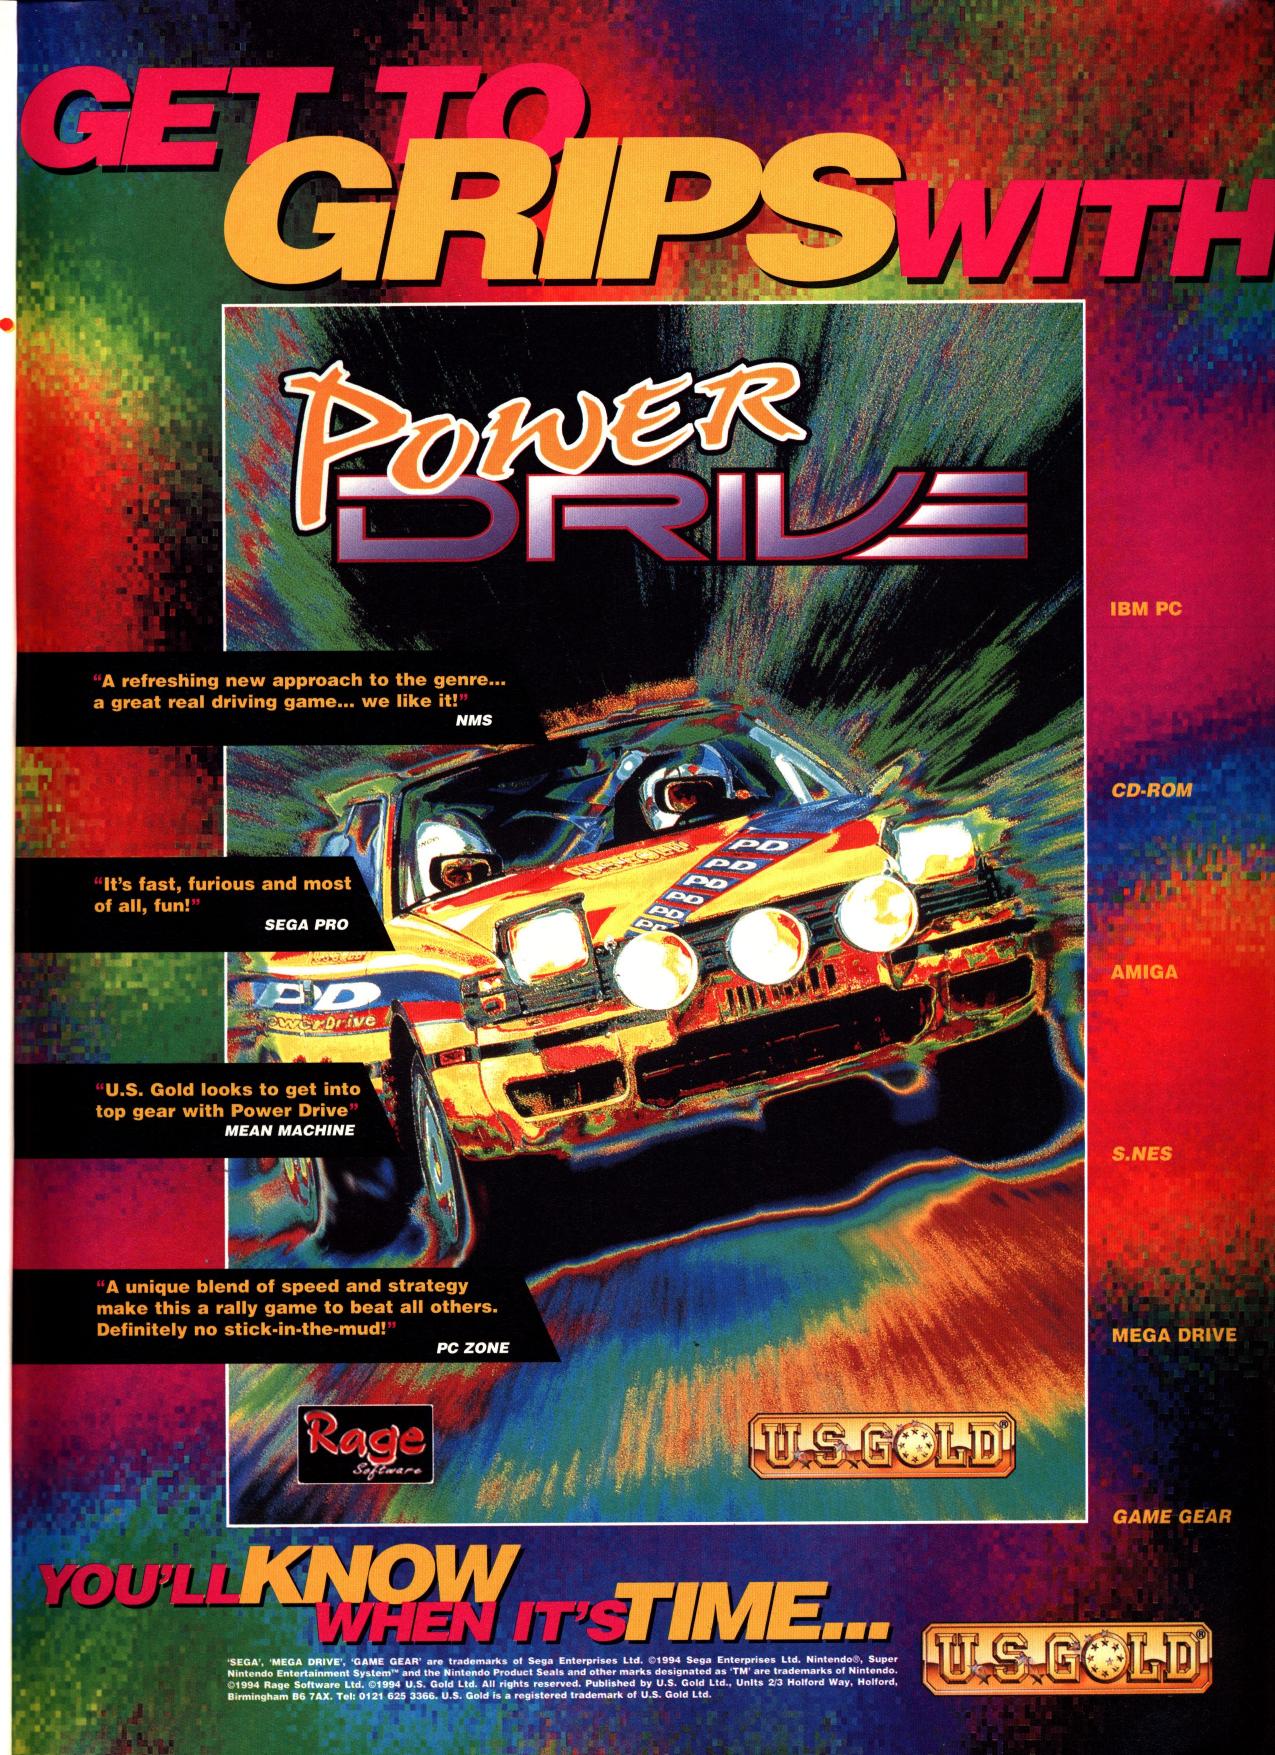 GET TO
GRIPS WITH
POWER
DRIVE
IBM PC
"A refreshing new approach to the genre...
a great real driving game... we like it!"
NMS
CD-ROM
PD
PD
PD
PD
PD
PD
"It's fast, furious and most
of all, fun!"
SEGA PRO
AMIGA
PD
PowerDrive
"U.S. Gold looks to get into
top gear with Power Drive"
MEAN MACHINE
S.NES
"A unique blend of speed and strategy
make this a rally game to beat all others.
Definitely no stick-in-the-mud!"
PC ZONE
MEGA DRIVE
Rage
Software
U.S. GOLD®
GAME GEAR
YOU'LL KNOW
WHEN IT'S TIME...
U.S. GOLD®
'SEGA', 'MEGA DRIVE', 'GAME GEAR' are trademarks of Sega Enterprises Ltd. ©1994 Sega Enterprises Ltd. Nintendo®, Super
Nintendo Entertainment System™ and the Nintendo Product Seals and other marks designated as 'TM' are trademarks of Nintendo.
©1994 Rage Software Ltd. ©1994 U.S. Gold Ltd. All rights reserved. Published by U.S. Gold Ltd., Units 2/3 Holford Way, Holford,
Birmingham B6 7AX. Tel: 0121 625 3366. U.S. Gold is a registered trademark of U.S. Gold Ltd.